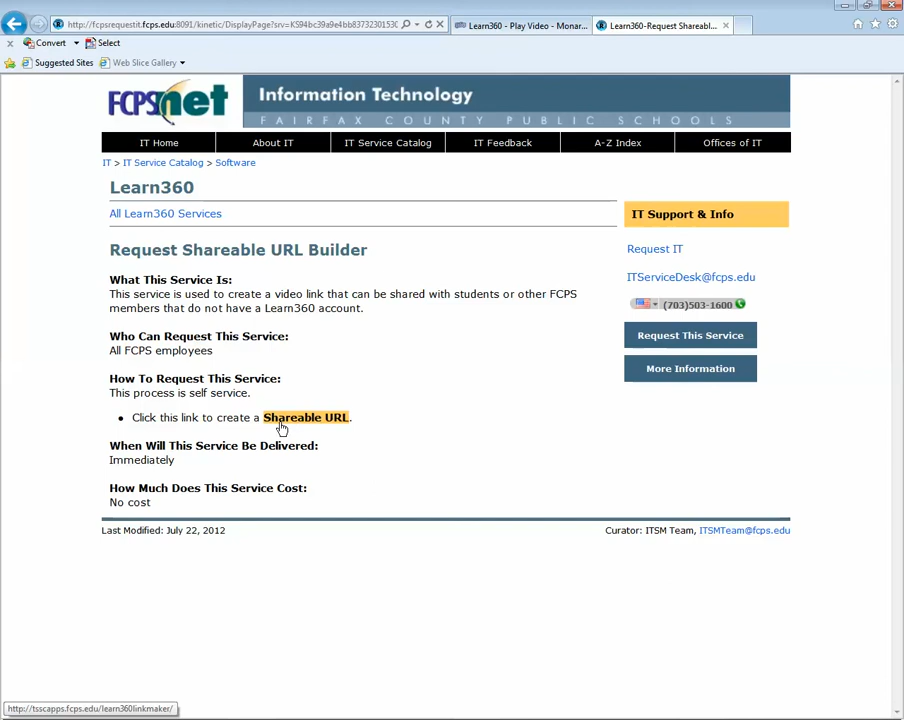 http://fcpsrequestit.fcps.edu:8091/kinetic/DisplayPage?srv=KS94bc39a9e4bb8373230153
Learn360 - Play Video - Monar...
Learn360-Request Shareabl...
Convert
Select
Suggested Sites
Web Slice Gallery
FCPSnet
Information Technology
FAIRFAX COUNTY PUBLIC SCHOOLS
IT Home
About IT
IT Service Catalog
IT Feedback
A-Z Index
Offices of IT
IT > IT Service Catalog > Software
Learn360
All Learn360 Services
Request Shareable URL Builder
What This Service Is:
This service is used to create a video link that can be shared with students or other FCPS
members that do not have a Learn360 account.
Who Can Request This Service:
All FCPS employees
How To Request This Service:
This process is self service.
• Click this link to create a Shareable URL.
When Will This Service Be Delivered:
Immediately
How Much Does This Service Cost:
No cost
IT Support & Info
Request IT
ITServiceDesk@fcps.edu
(703)503-1600
Request This Service
More Information
Last Modified: July 22, 2012
Curator: ITSM Team, ITSMTeam@fcps.edu
http://tsscapps.fcps.edu/learn360linkmaker/